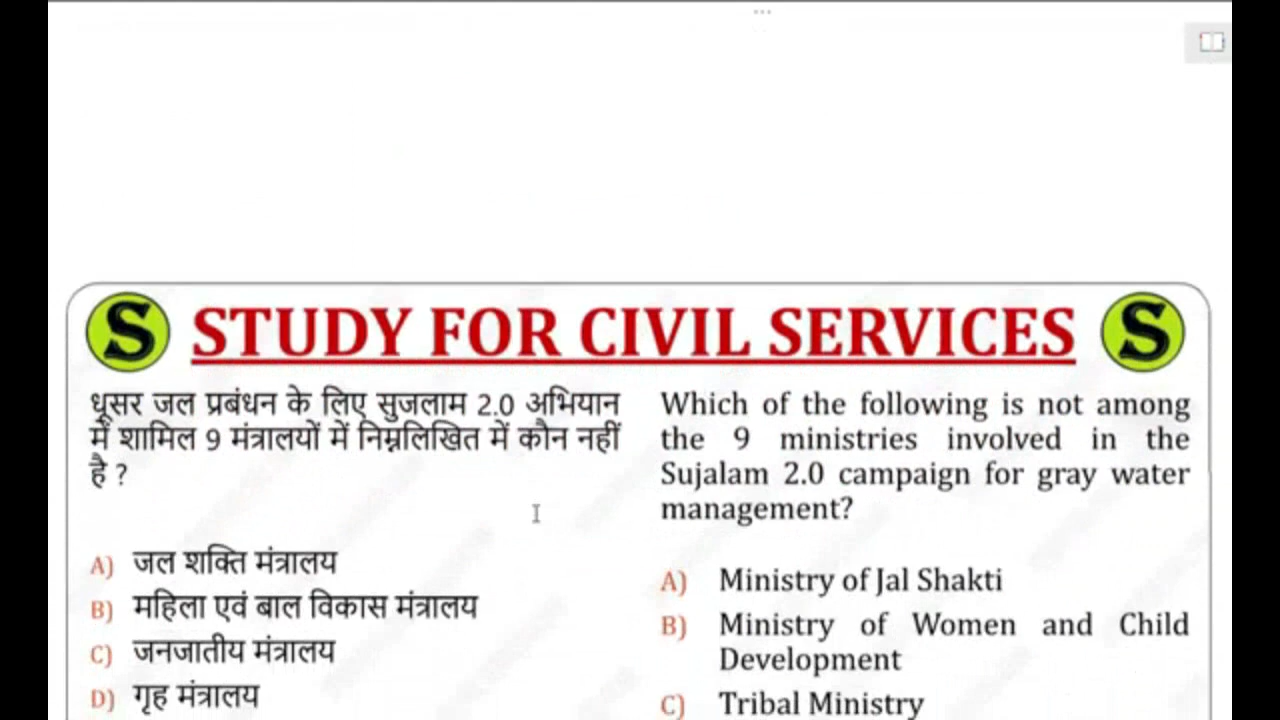 S STUDY FOR CIVIL SERVICES S
धूसर जल प्रबंधन के लिए सुजलाम 2.0 अभियान
में शामिल 9 मंत्रालयों में निम्नलिखित में कौन नहीं
है ?
A) जल शक्ति मंत्रालय
B) महिला एवं बाल विकास मंत्रालय
C) जनजातीय मंत्रालय
D) गृह मंत्रालय
Which of the following is not among
the 9 ministries involved in the
Sujalam 2.0 campaign for gray water
management?
A) Ministry of Jal Shakti
B) Ministry of Women and Child
Development
C) Tribal Ministry